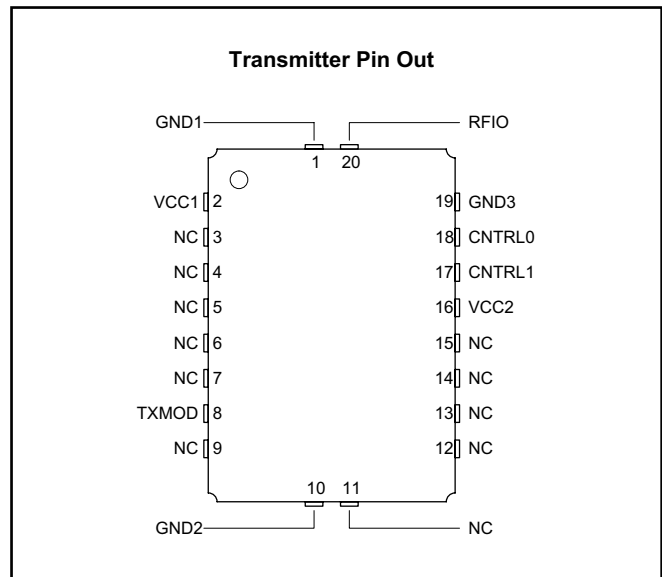 Transmitter Pin Out
GND1 RFIO
1 20
VCC1 2 19 GND3
NC 3 18 CNTRL0
NC 4 17 CNTRL1
NC 5 16 VCC2
NC 6 15 NC
NC 7 14 NC
TXMOD 8 13 NC
NC 9 12 NC
10 11
GND2 NC